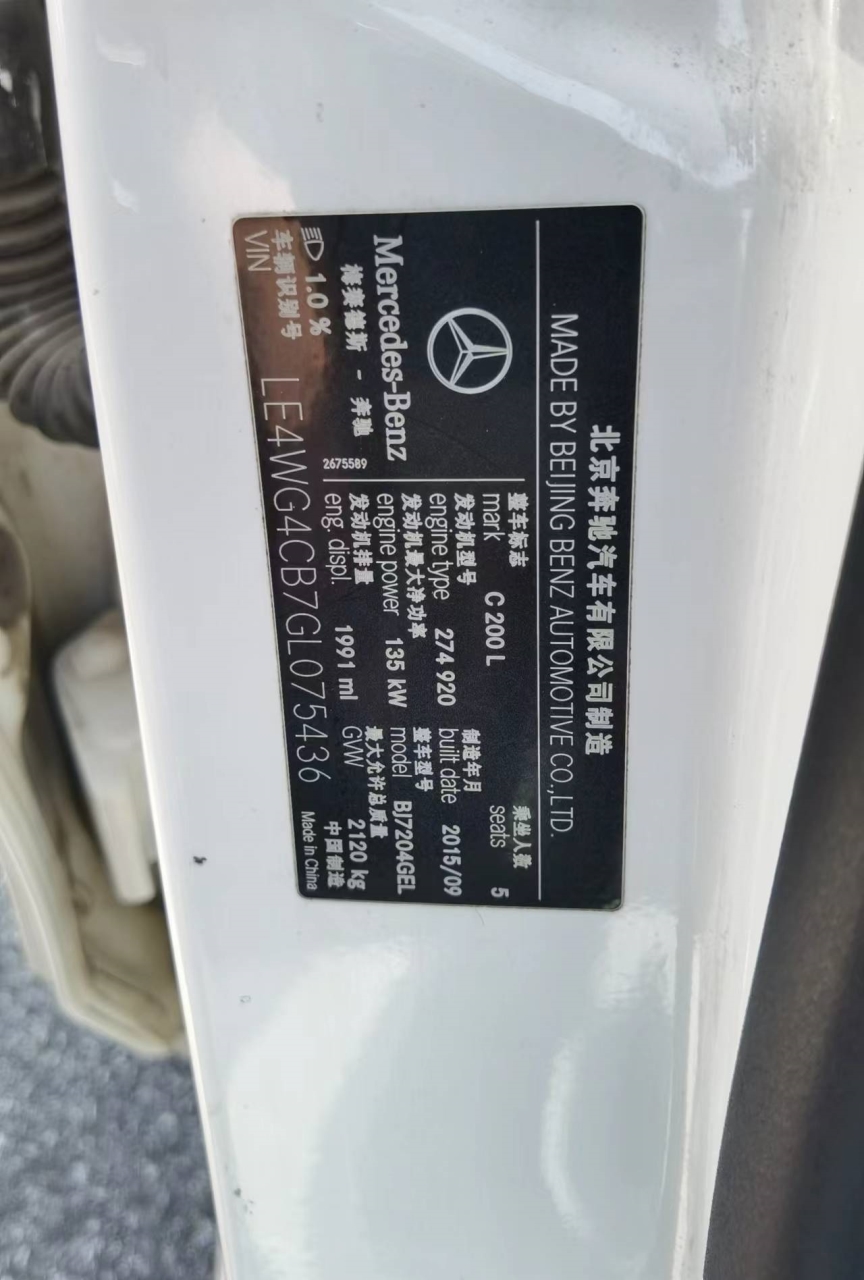 北京奔驰汽车有限公司制造
MADE BY BEIJING BENZ AUTOMOTIVE CO.,LTD.
Mercedes-Benz
梅赛德斯 - 奔驰
1.0 %
2675589
整车标志
mark C 200 L
乘坐人数
seats 5
发动机型号
engine type 274 920
制造年月
built date 2015/09
发动机最大净功率
engine power 135 kW
整车型号
model BJ7204GEL
发动机排量
eng. displ. 1991 ml
最大允许总质量
GVW 2120 kg
车辆识别号
VIN LE4WG4CB7GL075436
中国制造
Made in China